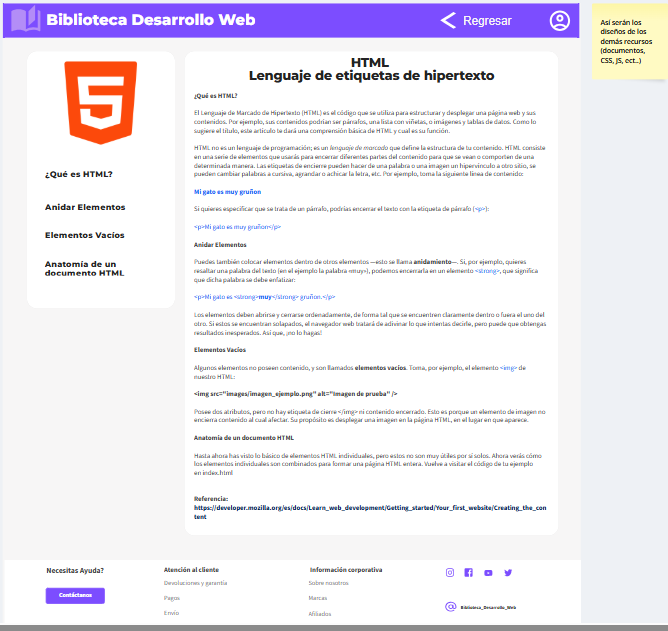 Biblioteca Desarrollo Web
Regresar
Así serán los
diseños de los
demás recursos
(documentos,
CSS, JS, ect..)
5
¿Qué es HTML?
Anidar Elementos
Elementos Vacíos
Anatomía de un
documento HTML
HTML
Lenguaje de etiquetas de hipertexto
¿Qué es HTML?
El Lenguaje de Marcado de Hipertexto (HTML) es el código que se utiliza para estructurar y desplegar una página web y sus
contenidos. Por ejemplo, sus contenidos podrían ser párrafos, una lista con viñetas, o imágenes y tablas de datos. Como lo
sugiere el título, este artículo te dará una comprensión básica de HTML y cual es su función.
HTML no es un lenguaje de programación; es un lenguaje de marcado que define la estructura de tu contenido. HTML consiste
en una serie de elementos que usarás para encerrar diferentes partes del contenido para que se vean o comporten de una
determinada manera. Las etiquetas de encierre pueden hacer de una palabra o una imagen un hipervínculo a otro sitio, se
pueden cambiar palabras a cursiva, agrandar o achicar la letra, etc. Por ejemplo, toma la siguiente línea de contenido:
Mi gato es muy gruñon
Si quieres especificar que se trata de un párrafo, podrías encerrar el texto con la etiqueta de párrafo (<p>):
<p>Mi gato es muy gruñon</p>
Anidar Elementos
Puedes también colocar elementos dentro de otros elementos —esto se llama anidamiento—. Si, por ejemplo, quieres
resaltar una palabra del texto (en el ejemplo la palabra «muy»), podemos encerrarla en un elemento <strong>, que significa
que dicha palabra se debe enfatizar:
<p>Mi gato es <strong>muy</strong> gruñon.</p>
Los elementos deben abrirse y cerrarse ordenadamente, de forma tal que se encuentren claramente dentro o fuera el uno del
otro. Si estos se encuentran solapados, el navegador web tratará de adivinar lo que intentas decirle, pero puede que obtengas
resultados inesperados. Así que, ¡no lo hagas!
Elementos Vacíos
Algunos elementos no poseen contenido, y son llamados elementos vacíos. Toma, por ejemplo, el elemento <img> de
nuestro HTML:
<img src="images/imagen_ejemplo.png" alt="Imagen de prueba" />
Posee dos atributos, pero no hay etiqueta de cierre </img> ni contenido encerrado. Esto es porque un elemento de imagen no
encierra contenido al cual afectar. Su propósito es desplegar una imagen en la página HTML, en el lugar en que aparece.
Anatomía de un documento HTML
Hasta ahora has visto lo básico de elementos HTML individuales, pero estos no son muy útiles por sí solos. Ahora verás cómo
los elementos individuales son combinados para formar una página HTML entera. Vuelve a visitar el código de tu ejemplo
en index.html
Referencia:
https://developer.mozilla.org/es/docs/Learn_web_development/Getting_started/Your_first_website/Creating_the_con
tent
Necesitas Ayuda?
Contáctanos
Atención al cliente
Devoluciones y garantía
Pagos
Envío
Información corporativa
Sobre nosotros
Marcas
Afiliados
Biblioteca_Desarrollo_Web